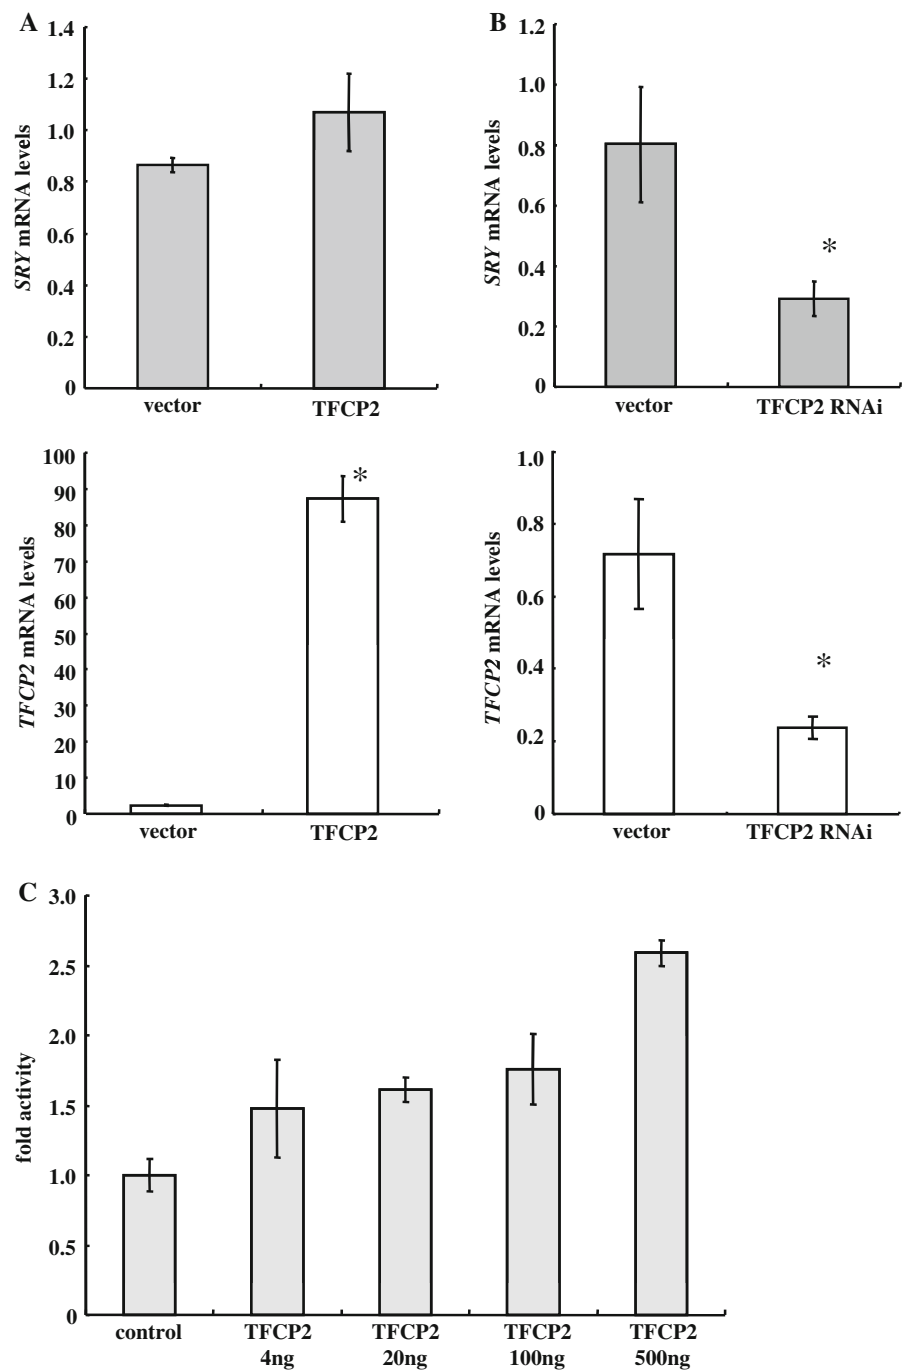 A
SRY mRNA levels
1.4
1.2
1.0
0.8
0.6
0.4
0.2
0
vector
TFCP2
B
SRY mRNA levels
1.2
1.0
0.8
0.6
0.4
0.2
0
*
vector
TFCP2 RNAi
TFCP2 mRNA levels
100
90
80
70
60
50
40
30
20
10
0
*
vector
TFCP2
TFCP2 mRNA levels
1.0
0.8
0.6
0.4
0.2
0
*
vector
TFCP2 RNAi
C
fold activity
3.0
2.5
2.0
1.5
1.0
0.5
0
control
TFCP2
4ng
TFCP2
20ng
TFCP2
100ng
TFCP2
500ng